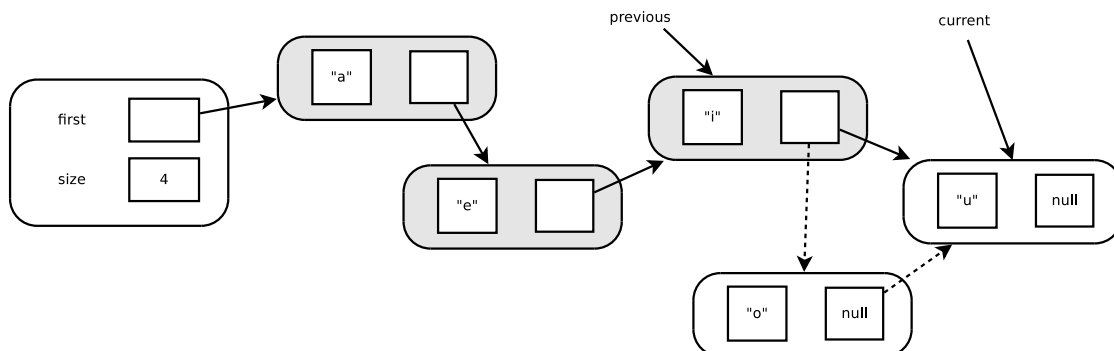 previous
current
"a"
first
"i"
size
4
"e"
"u"
null
"o"
null